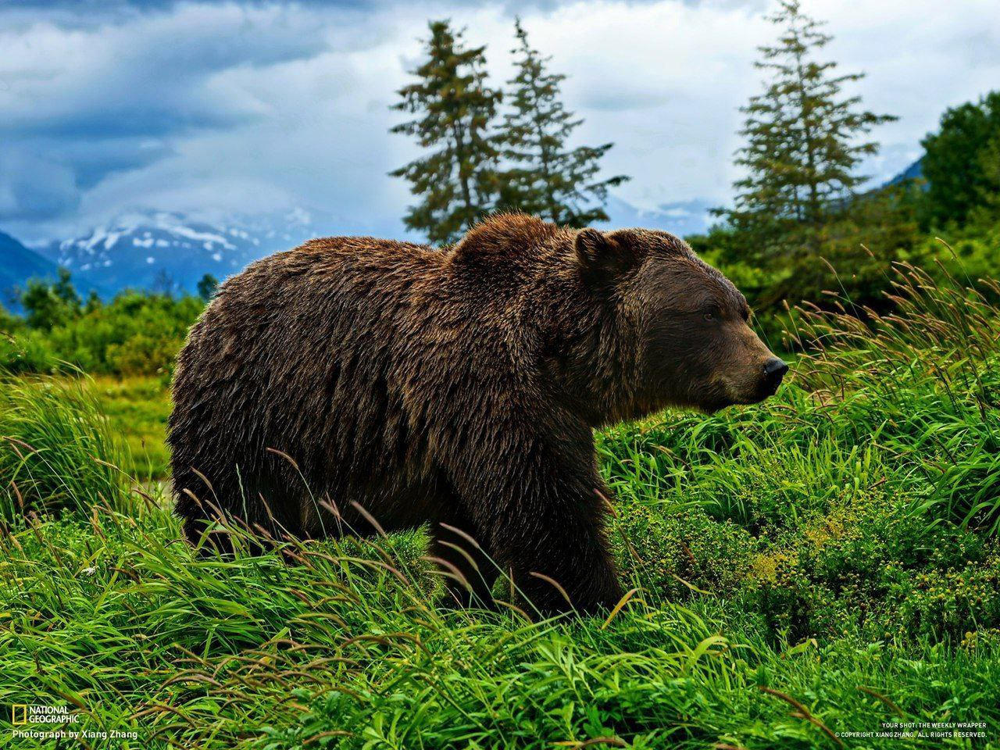 NATIONAL
GEOGRAPHIC
Photograph by Xiang Zhang
YOUR SHOT: THE WEEKLY WRAPPER
© COPYRIGHT XIANG ZHANG. ALL RIGHTS RESERVED.